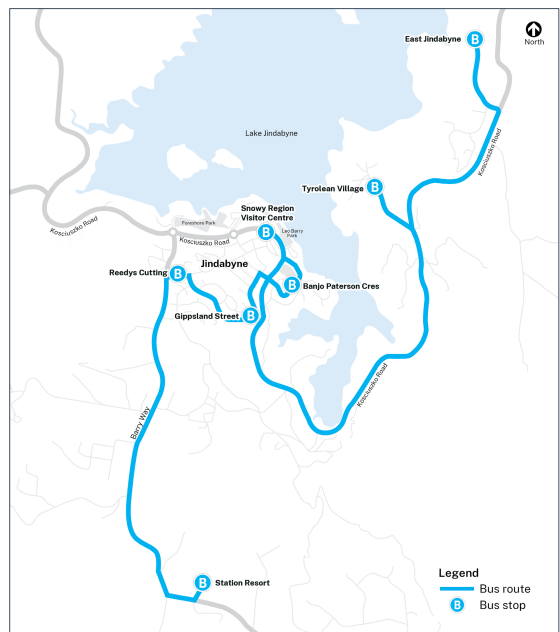 East Jindabyne
B
North
Lake Jindabyne
Kosciuszko Road
Tyrolean Village
B
Snowy Region
Visitor Centre
B
Foreshore Park
Leo Barry
Park
Kosciuszko Road
Kosciuszko Road
Jindabyne
Reedys Cutting
B
B
Banjo Paterson Cres
Gippsland Street
B
Kosciuszko Road
Barry Way
B
Station Resort
Legend
Bus route
B
Bus stop